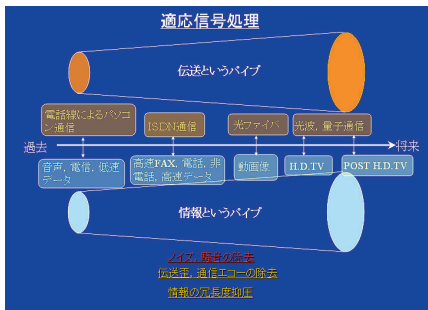 適応信号処理
伝送というパイプ
電話線によるパソコ
ン通信
ISDN通信
光ファイバ
光波, 量子通信
過去
将来
音声, 電信, 低速
データ
高速FAX, 電話, 非
電話, 高速データ
動画像
H.D.TV
POST H.D.TV
情報というパイプ
ノイズ, 騒音の除去
伝送歪, 通信エコーの除去
情報の冗長度抑圧